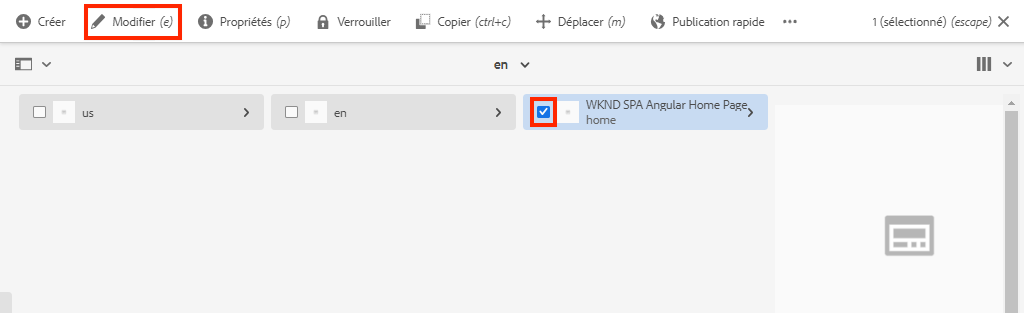 Créer Modifier (e) Propriétés (p) Verrouiller Copier (ctrl+c) Déplacer (m) Publication rapide ••• 1 (sélectionné) (escape)
en
us
en
WKND SPA Angular Home Page
home